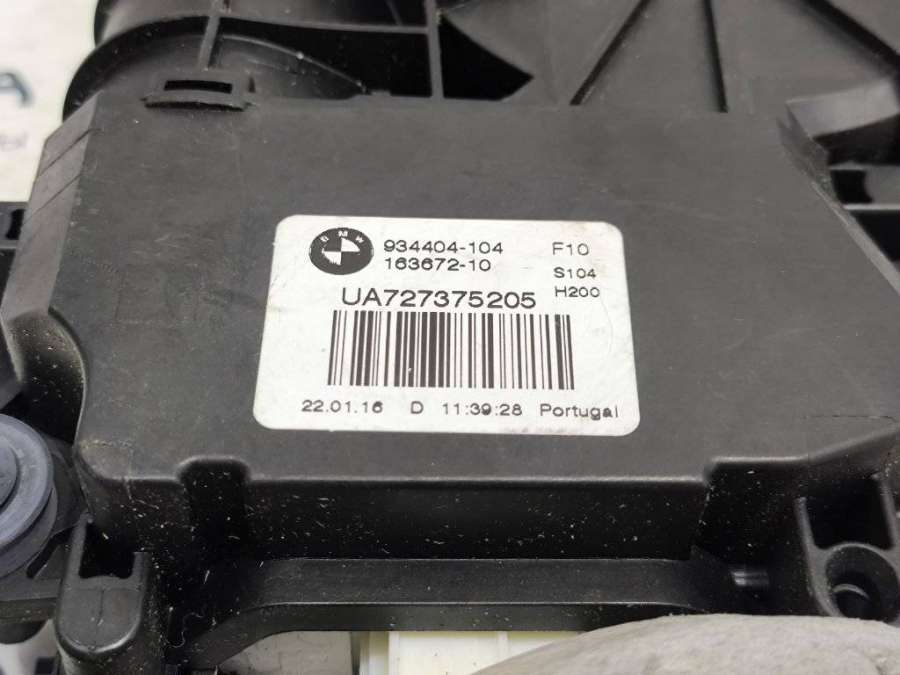 BMW
934404-104 F10
163672-10 S104
H200
UA727375205
22.01.16 D 11:39:28 Portugal